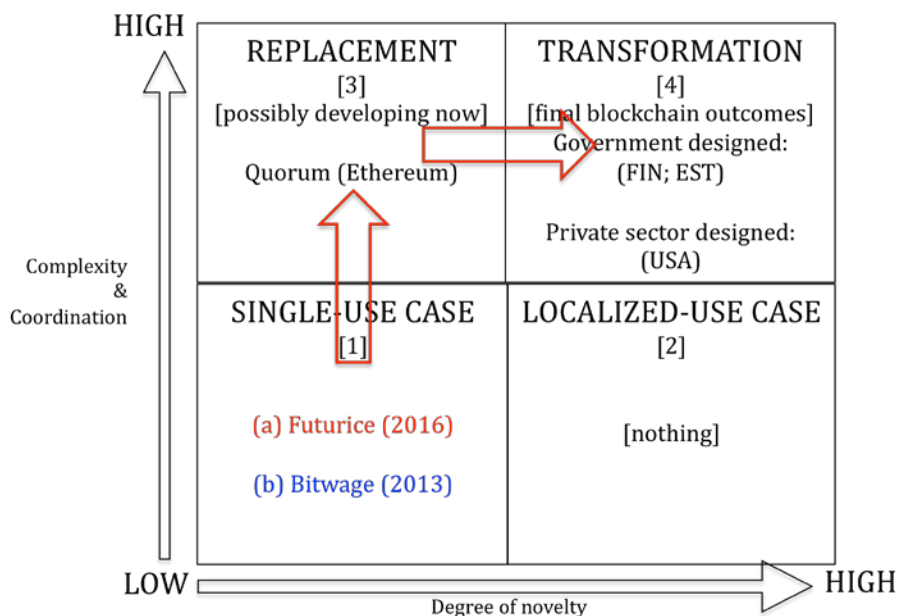 HIGH
REPLACEMENT
[3]
[possibly developing now]
Quorum (Ethereum)
TRANSFORMATION
[4]
[final blockchain outcomes]
Government designed:
(FIN; EST)
Private sector designed:
(USA)
Complexity
&
Coordination
SINGLE-USE CASE
[1]
(a) Futurice (2016)
(b) Bitwage (2013)
LOCALIZED-USE CASE
[2]
[nothing]
LOW
HIGH
Degree of novelty